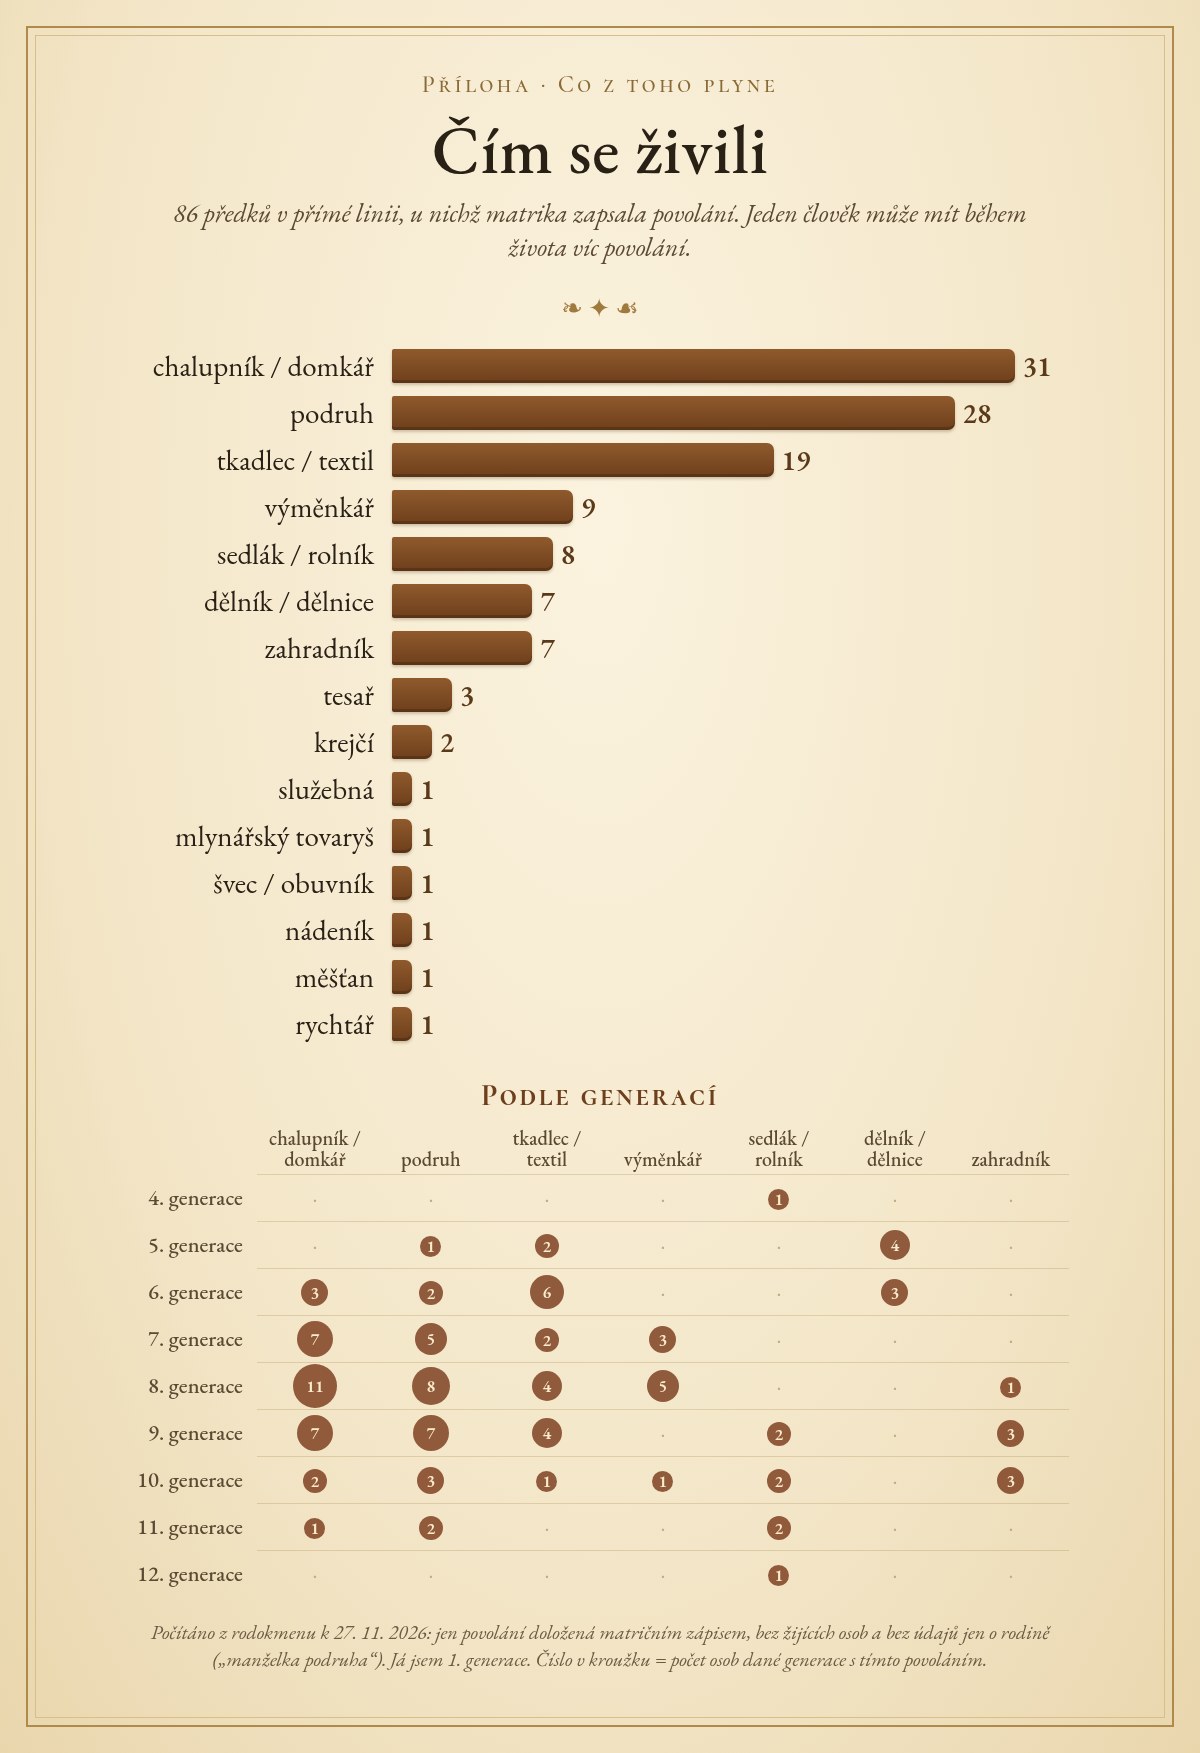 Příloha · Co z toho plyne
Čím se živili
86 předků v přímé linii, u nichž matrika zapsala povolání. Jeden člověk může mít během
života víc povolání.
chalupník / domkář 31
podruh 28
tkadlec / textil 19
výměnkář 9
sedlák / rolník 8
dělník / dělnice 7
zahradník 7
tesař 3
krejčí 2
služebná 1
mlynářský tovaryš 1
švec / obuvník 1
nádeník 1
měšťan 1
rychtář 1
Podle generací
chalupník / domkář podruh tkadlec / textil výměnkář sedlák / rolník dělník / dělnice zahradník
4. generace · · · · 1 · ·
5. generace · 1 2 · · 4 ·
6. generace 3 2 6 · · 3 ·
7. generace 7 5 2 3 · · ·
8. generace 11 8 4 5 · · 1
9. generace 7 7 4 · 2 · 3
10. generace 2 3 1 1 2 · 3
11. generace 1 2 · · 2 · ·
12. generace · · · · 1 · ·
Počítáno z rodokmenu k 27. 11. 2026: jen povolání doložená matričním zápisem, bez žijících osob a bez údajů jen o rodině
(„manželka podruha“). Já jsem 1. generace. Číslo v kroužku = počet osob dané generace s tímto povoláním.